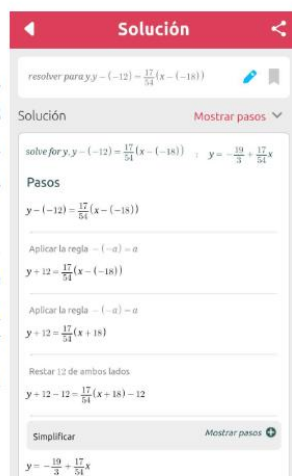 Solución
resolver para y,y − (−12) = 17/54 (x − (−18))
Solución
Mostrar pasos
solve for y, y − (−12) = 17/54 (x − (−18)) : y = − 19/3 + 17/54 x
Pasos
y − (−12) = 17/54 (x − (−18))
Aplicar la regla − (−a) = a
y + 12 = 17/54 (x − (−18))
Aplicar la regla − (−a) = a
y + 12 = 17/54 (x + 18)
Restar 12 de ambos lados
y + 12 − 12 = 17/54 (x + 18) − 12
Simplificar
Mostrar pasos
y = − 19/3 + 17/54 x